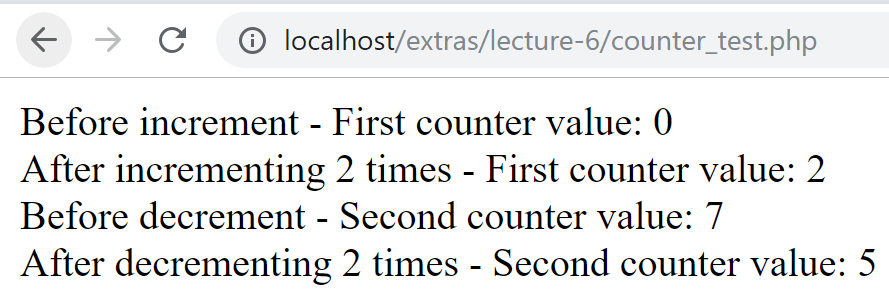 localhost/extras/lecture-6/counter_test.php
Before increment - First counter value: 0
After incrementing 2 times - First counter value: 2
Before decrement - Second counter value: 7
After decrementing 2 times - Second counter value: 5